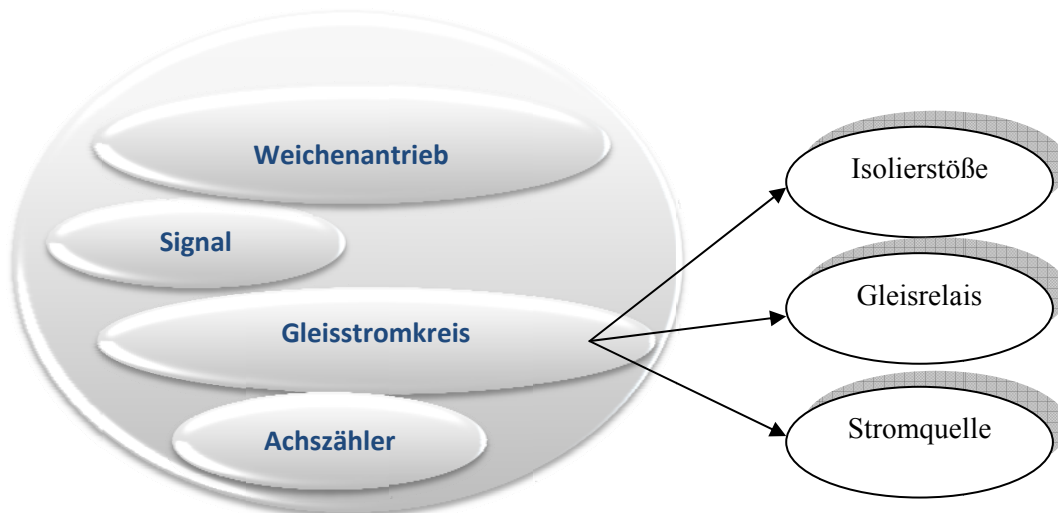 Weichenantrieb
Signal
Gleisstromkreis
Achszähler
Isolierstöße
Gleisrelais
Stromquelle